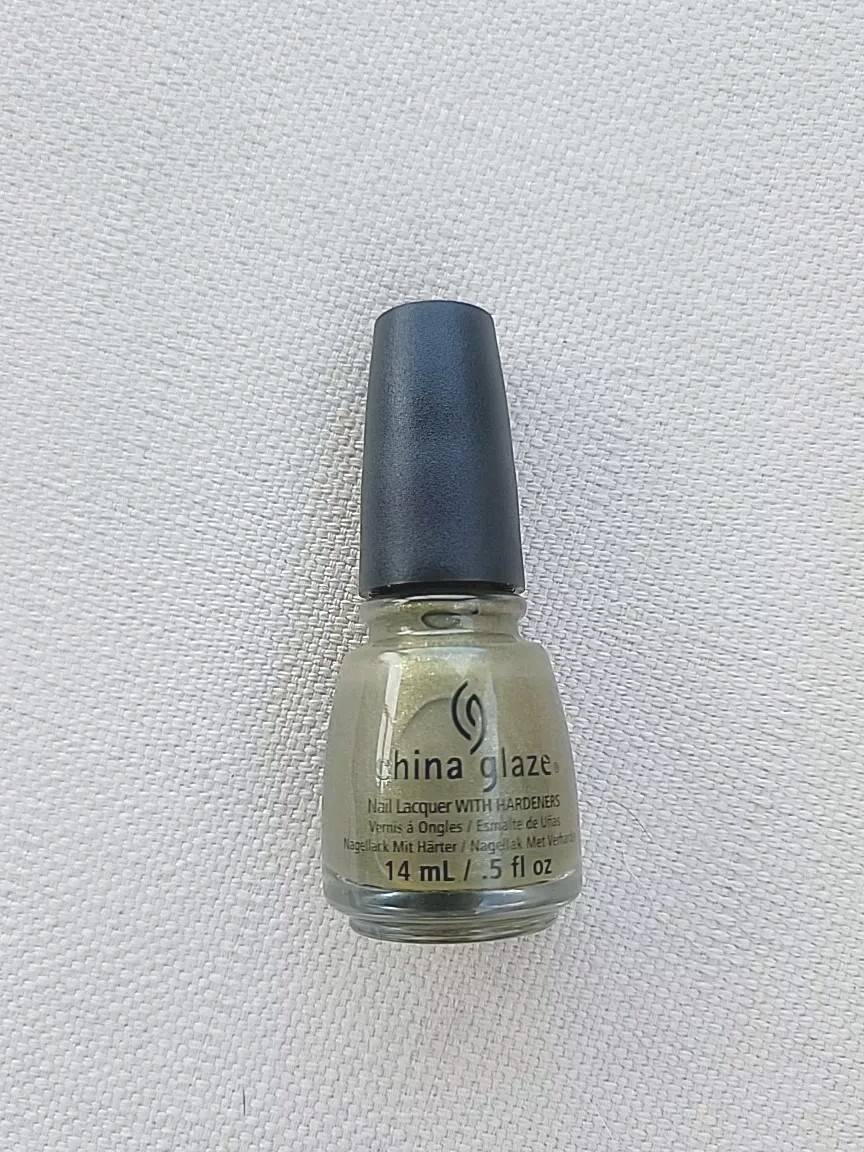 china glaze®
Nail Lacquer WITH HARDENERS
Vernis á Ongles / Esmalte de Uñas
Nagellack Mit Härter / Nagellak Met
14 mL / .5 fl oz